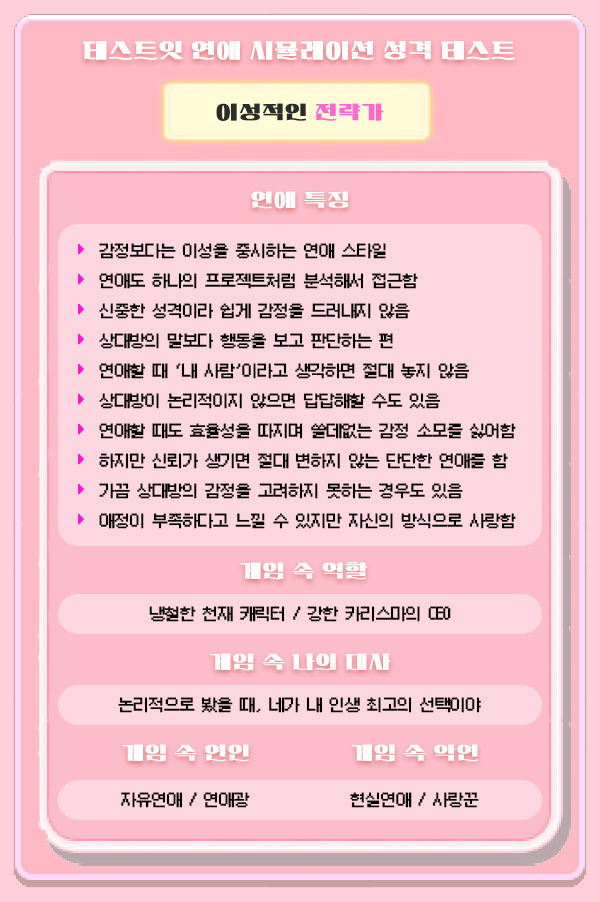 테스트잇 연애 시뮬레이션 성격 테스트
이성적인 전략가
연애 특징
감정보다는 이성을 중시하는 연애 스타일
연애도 하나의 프로젝트처럼 분석해서 접근함
신중한 성격이라 쉽게 감정을 드러내지 않음
상대방의 말보다 행동을 보고 판단하는 편
연애할 때 '내 사람'이라고 생각하면 절대 놓지 않음
상대방이 논리적이지 않으면 답답해할 수도 있음
연애할 때도 효율성을 따지며 쓸데없는 감정 소모를 싫어함
하지만 신뢰가 생기면 절대 변하지 않는 단단한 연애를 함
가끔 상대방의 감정을 고려하지 못하는 경우도 있음
애정이 부족하다고 느낄 수 있지만 자신의 방식으로 사랑함
게임 속 역할
냉철한 천재 캐릭터 / 강한 카리스마의 CEO
게임 속 나의 대사
논리적으로 봤을 때, 네가 내 인생 최고의 선택이야
게임 속 연인 게임 속 악연
자유연애 / 연애광 현실연애 / 사랑꾼